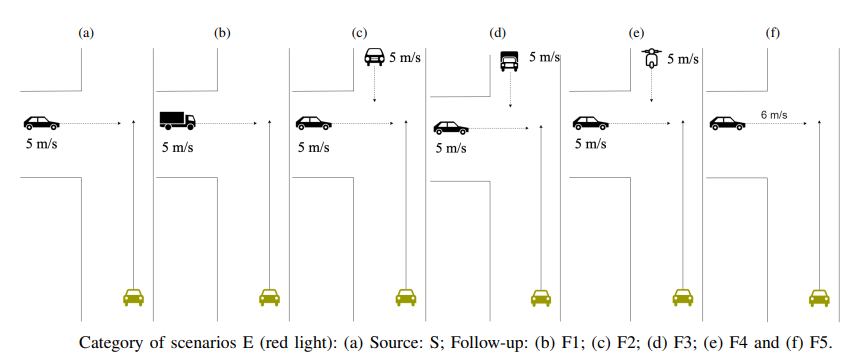 (a) (b) (c) (d) (e) (f)
5 m/s 5 m/s 5 m/s
6 m/s
5 m/s 5 m/s 5 m/s 5 m/s 5 m/s
Category of scenarios E (red light): (a) Source: S; Follow-up: (b) F1; (c) F2; (d) F3; (e) F4 and (f) F5.